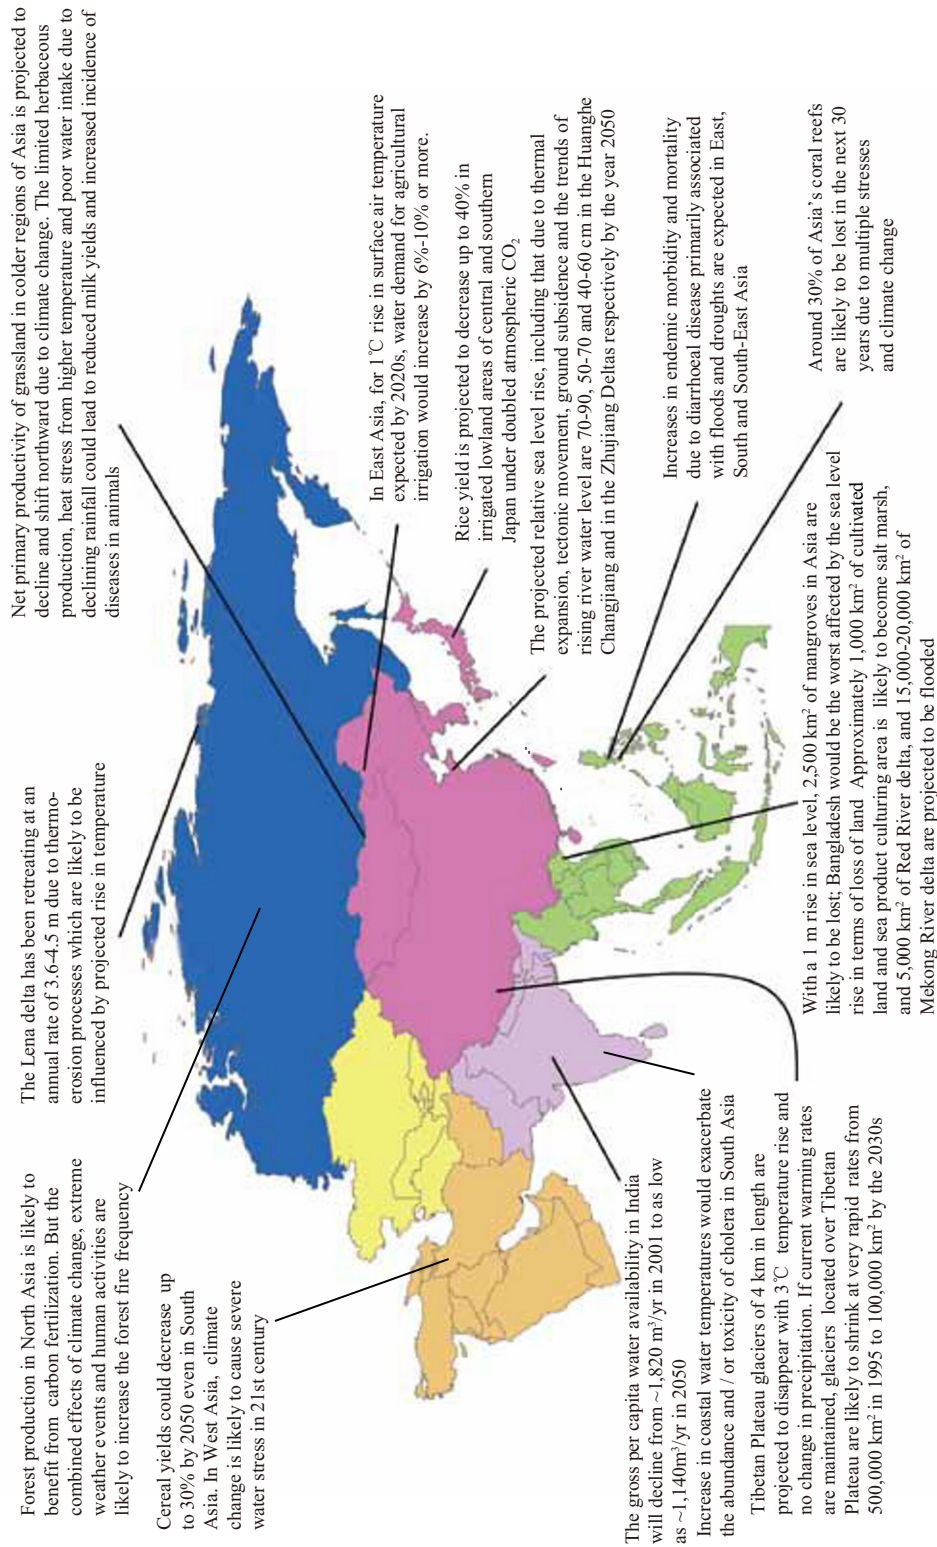 Forest production in North Asia is likely to
benefit from carbon fertilization. But the
combined effects of climate change, extreme
weather events and human activities are
likely to increase the forest fire frequency
The Lena delta has been retreating at an
annual rate of 3.6-4.5 m due to thermo-
erosion processes which are likely to be
influenced by projected rise in temperature
Net primary productivity of grassland in colder regions of Asia is projected to
decline and shift northward due to climate change. The limited herbaceous
production, heat stress from higher temperature and poor water intake due to
declining rainfall could lead to reduced milk yields and increased incidence of
diseases in animals
Cereal yields could decrease up
to 30% by 2050 even in South
Asia. In West Asia, climate
change is likely to cause severe
water stress in 21st century
In East Asia, for 1℃ rise in surface air temperature
expected by 2020s, water demand for agricultural
irrigation would increase by 6%-10% or more.
Rice yield is projected to decrease up to 40% in
irrigated lowland areas of central and southern
Japan under doubled atmospheric CO₂
The projected relative sea level rise, including that due to thermal
expansion, tectonic movement, ground subsidence and the trends of
rising river water level are 70-90, 50-70 and 40-60 cm in the Huanghe
Changjiang and in the Zhujiang Deltas respectively by the year 2050
Increases in endemic morbidity and mortality
due to diarrhoeal disease primarily associated
with floods and droughts are expected in East,
South and South-East Asia
Around 30% of Asia's coral reefs
are likely to be lost in the next 30
years due to multiple stresses
and climate change
The gross per capita water availability in India
will decline from ~1,820 m³/yr in 2001 to as low
as ~1,140m³/yr in 2050
Increase in coastal water temperatures would exacerbate
the abundance and / or toxicity of cholera in South Asia
Tibetan Plateau glaciers of 4 km in length are
projected to disappear with 3℃ temperature rise and
no change in precipitation. If current warming rates
are maintained, glaciers located over Tibetan
Plateau are likely to shrink at very rapid rates from
500,000 km² in 1995 to 100,000 km² by the 2030s
With a 1 m rise in sea level, 2,500 km² of mangroves in Asia are
likely to be lost; Bangladesh would be the worst affected by the sea level
rise in terms of loss of land Approximately 1,000 km² of cultivated
land and sea product culturing area is likely to become salt marsh,
and 5,000 km² of Red River delta, and 15,000-20,000 km² of
Mekong River delta are projected to be flooded